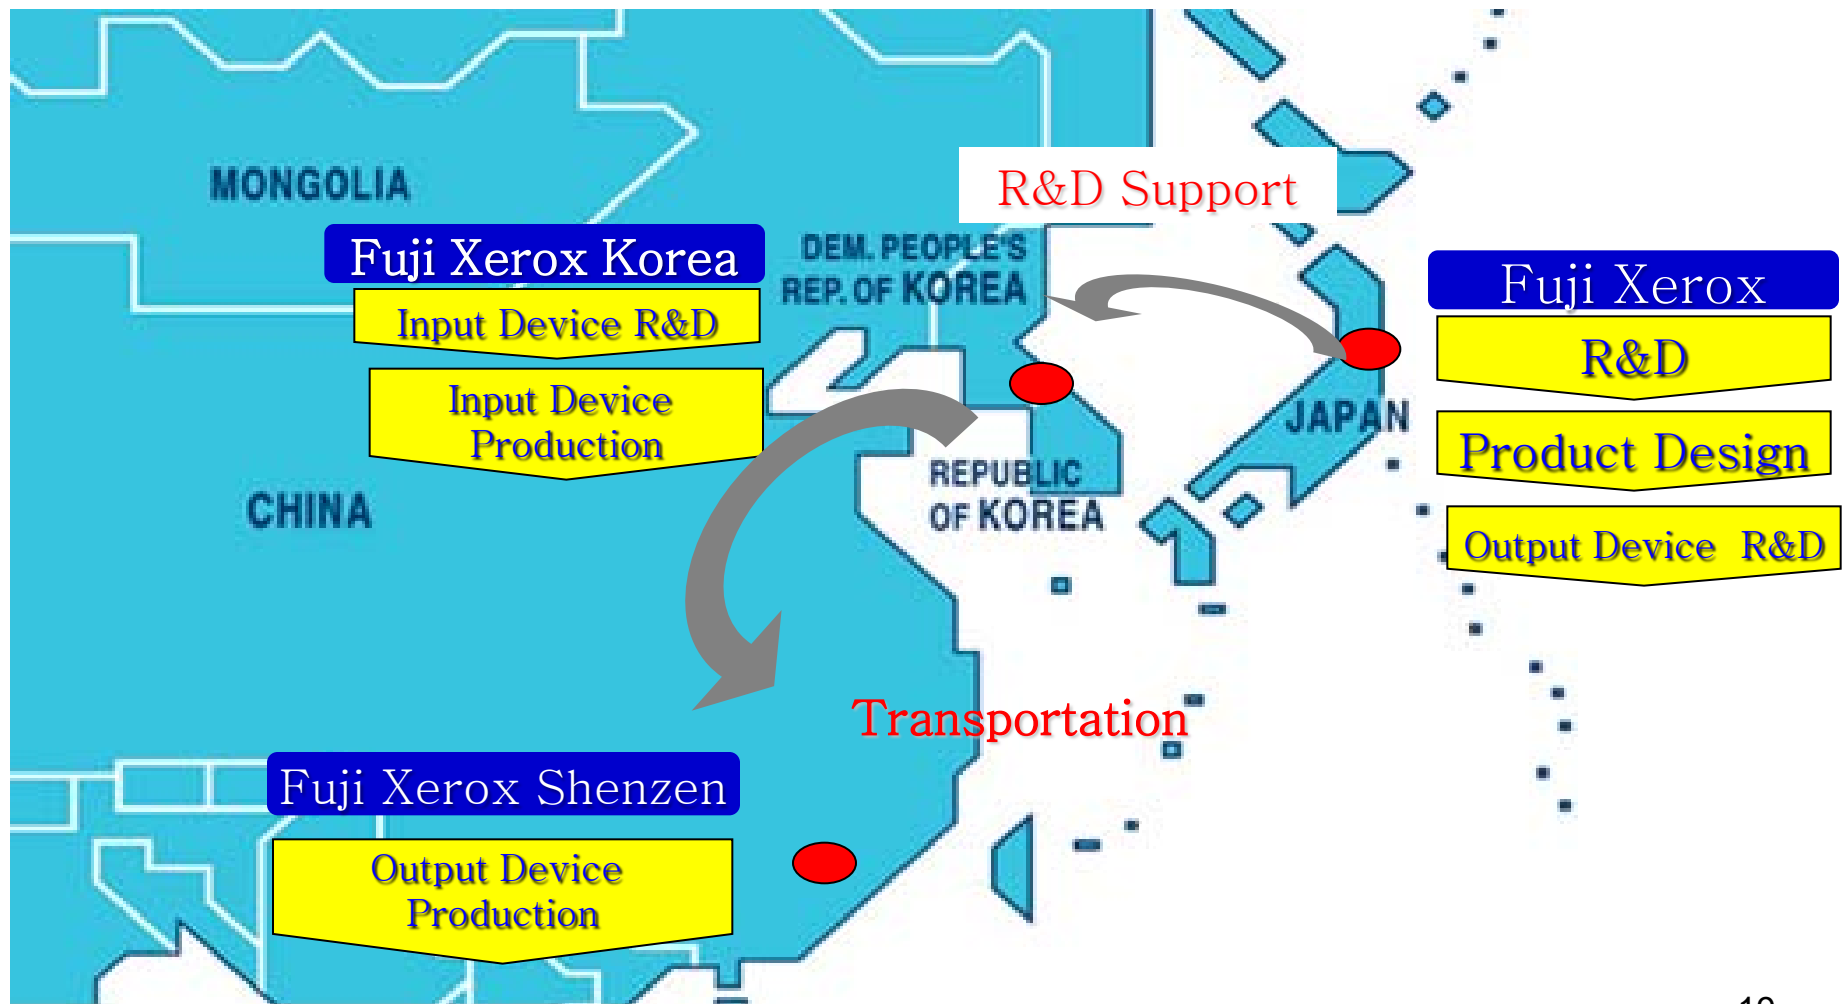 MONGOLIA
R&D Support
Fuji Xerox Korea
DEM. PEOPLE'S
REP. OF KOREA
Input Device R&D
Input Device
Production
Fuji Xerox
R&D
JAPAN
Product Design
Output Device R&D
REPUBLIC
OF KOREA
CHINA
Transportation
Fuji Xerox Shenzen
Output Device
Production